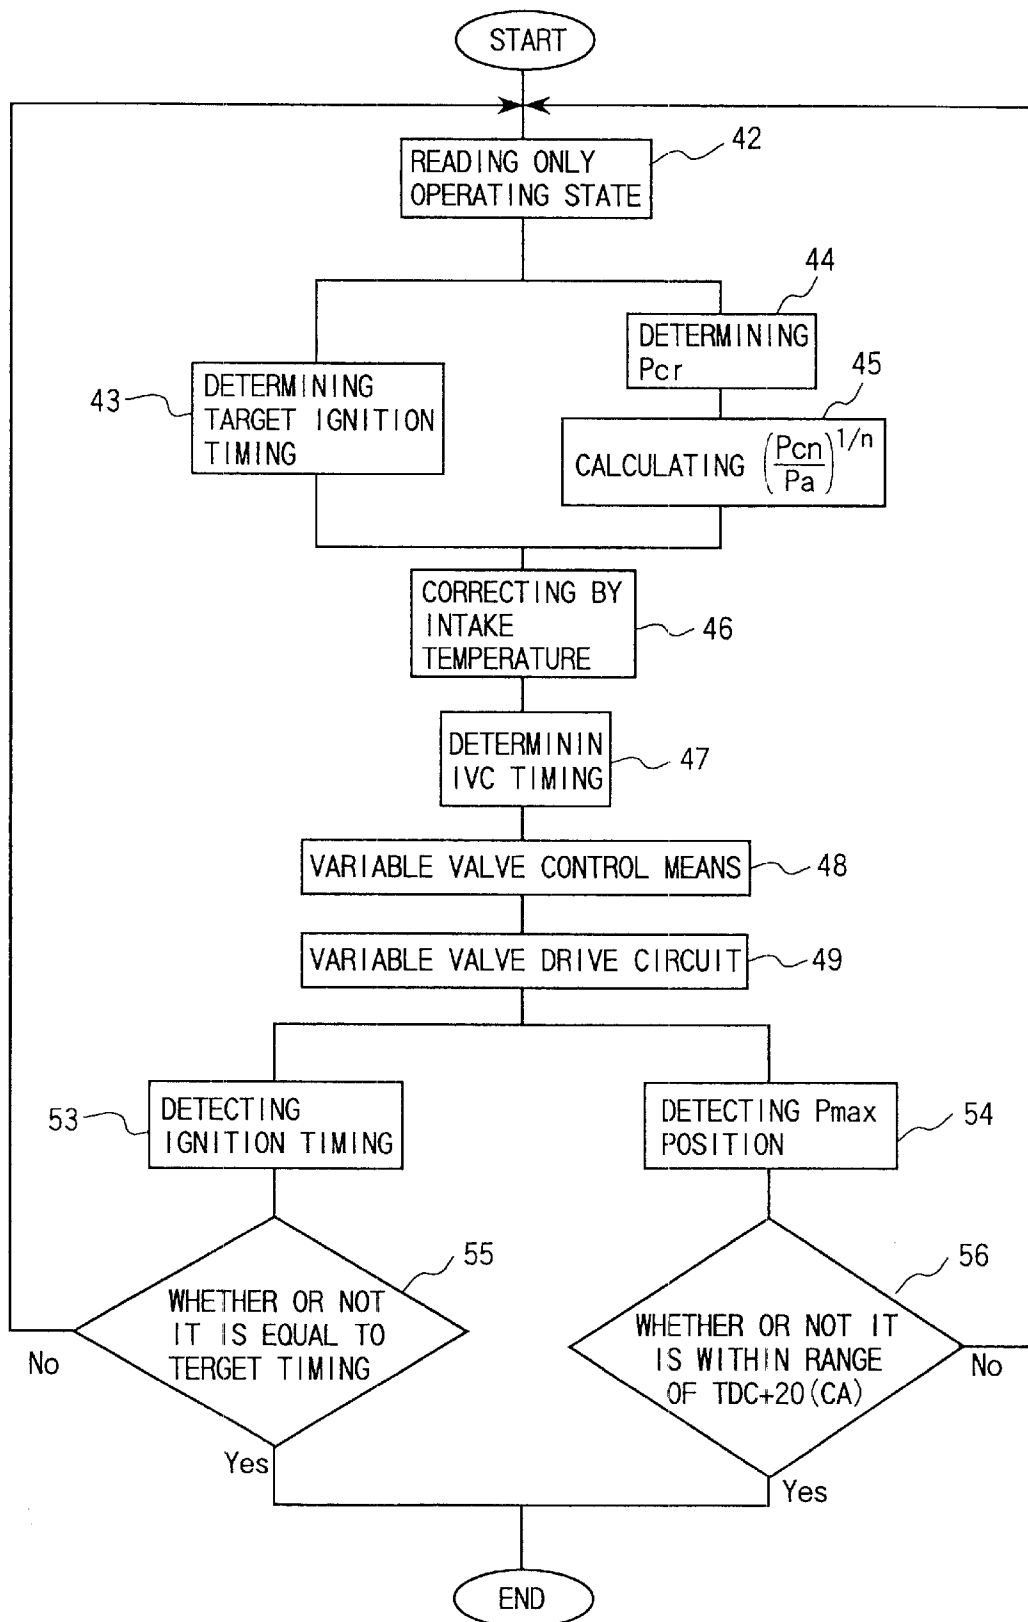 START
42
READING ONLY
OPERATING STATE
44
DETERMINING
Pcr
43
DETERMINING
TARGET IGNITION
TIMING
45
CALCULATING (Pcn/Pa)^1/n
CORRECTING BY
INTAKE
TEMPERATURE
46
DETERMININ
IVC TIMING
47
VARIABLE VALVE CONTROL MEANS
48
VARIABLE VALVE DRIVE CIRCUIT
49
53
DETECTING
IGNITION TIMING
DETECTING Pmax
POSITION
54
55
WHETHER OR NOT
IT IS EQUAL TO
TERGET TIMING
No
Yes
56
WHETHER OR NOT IT
IS WITHIN RANGE
OF TDC+20(CA)
No
Yes
END